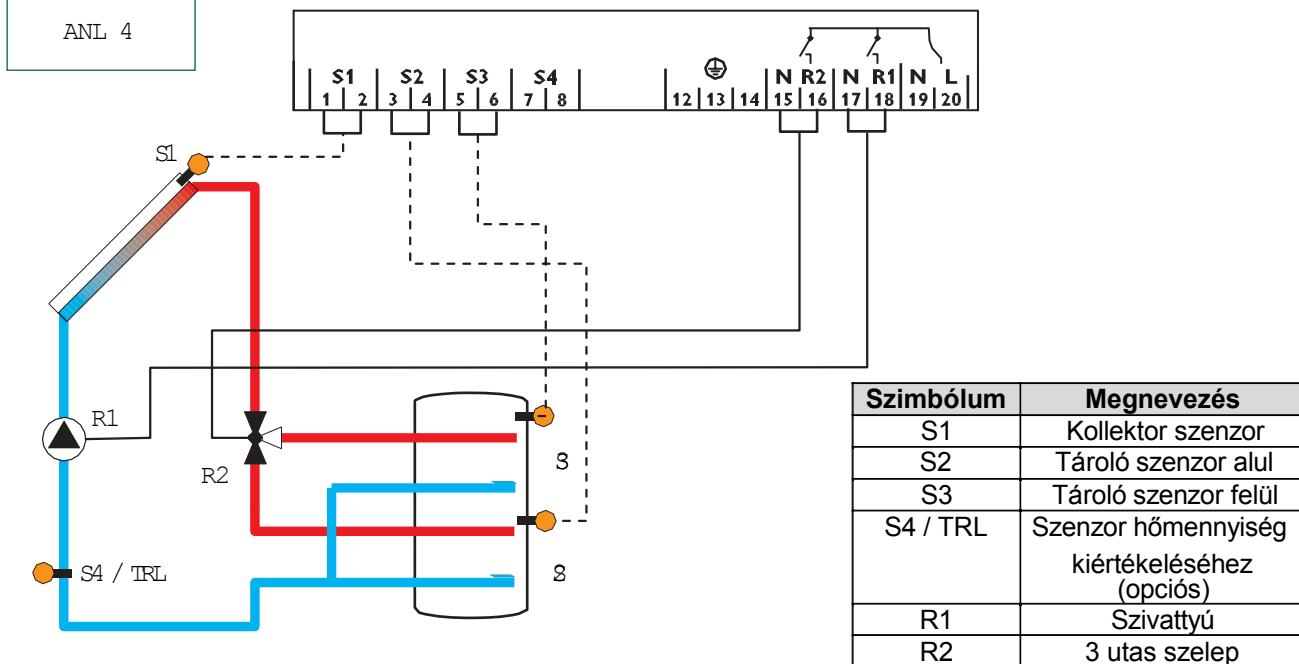 ANL 4
S1 S2 S3 S4 N R2 N R1 N L
1 2 3 4 5 6 7 8 12 13 14 15 16 17 18 19 20
S1
R1
R2
S4 / TRL
Szimbólum Megnevezés
S1 Kollektor szenzor
S2 Tároló szenzor alul
S3 Tároló szenzor felül
S4 / TRL Szenzor hőmennyiség
kiértékeléséhez
(opciós)
R1 Szivattyú
R2 3 utas szelep